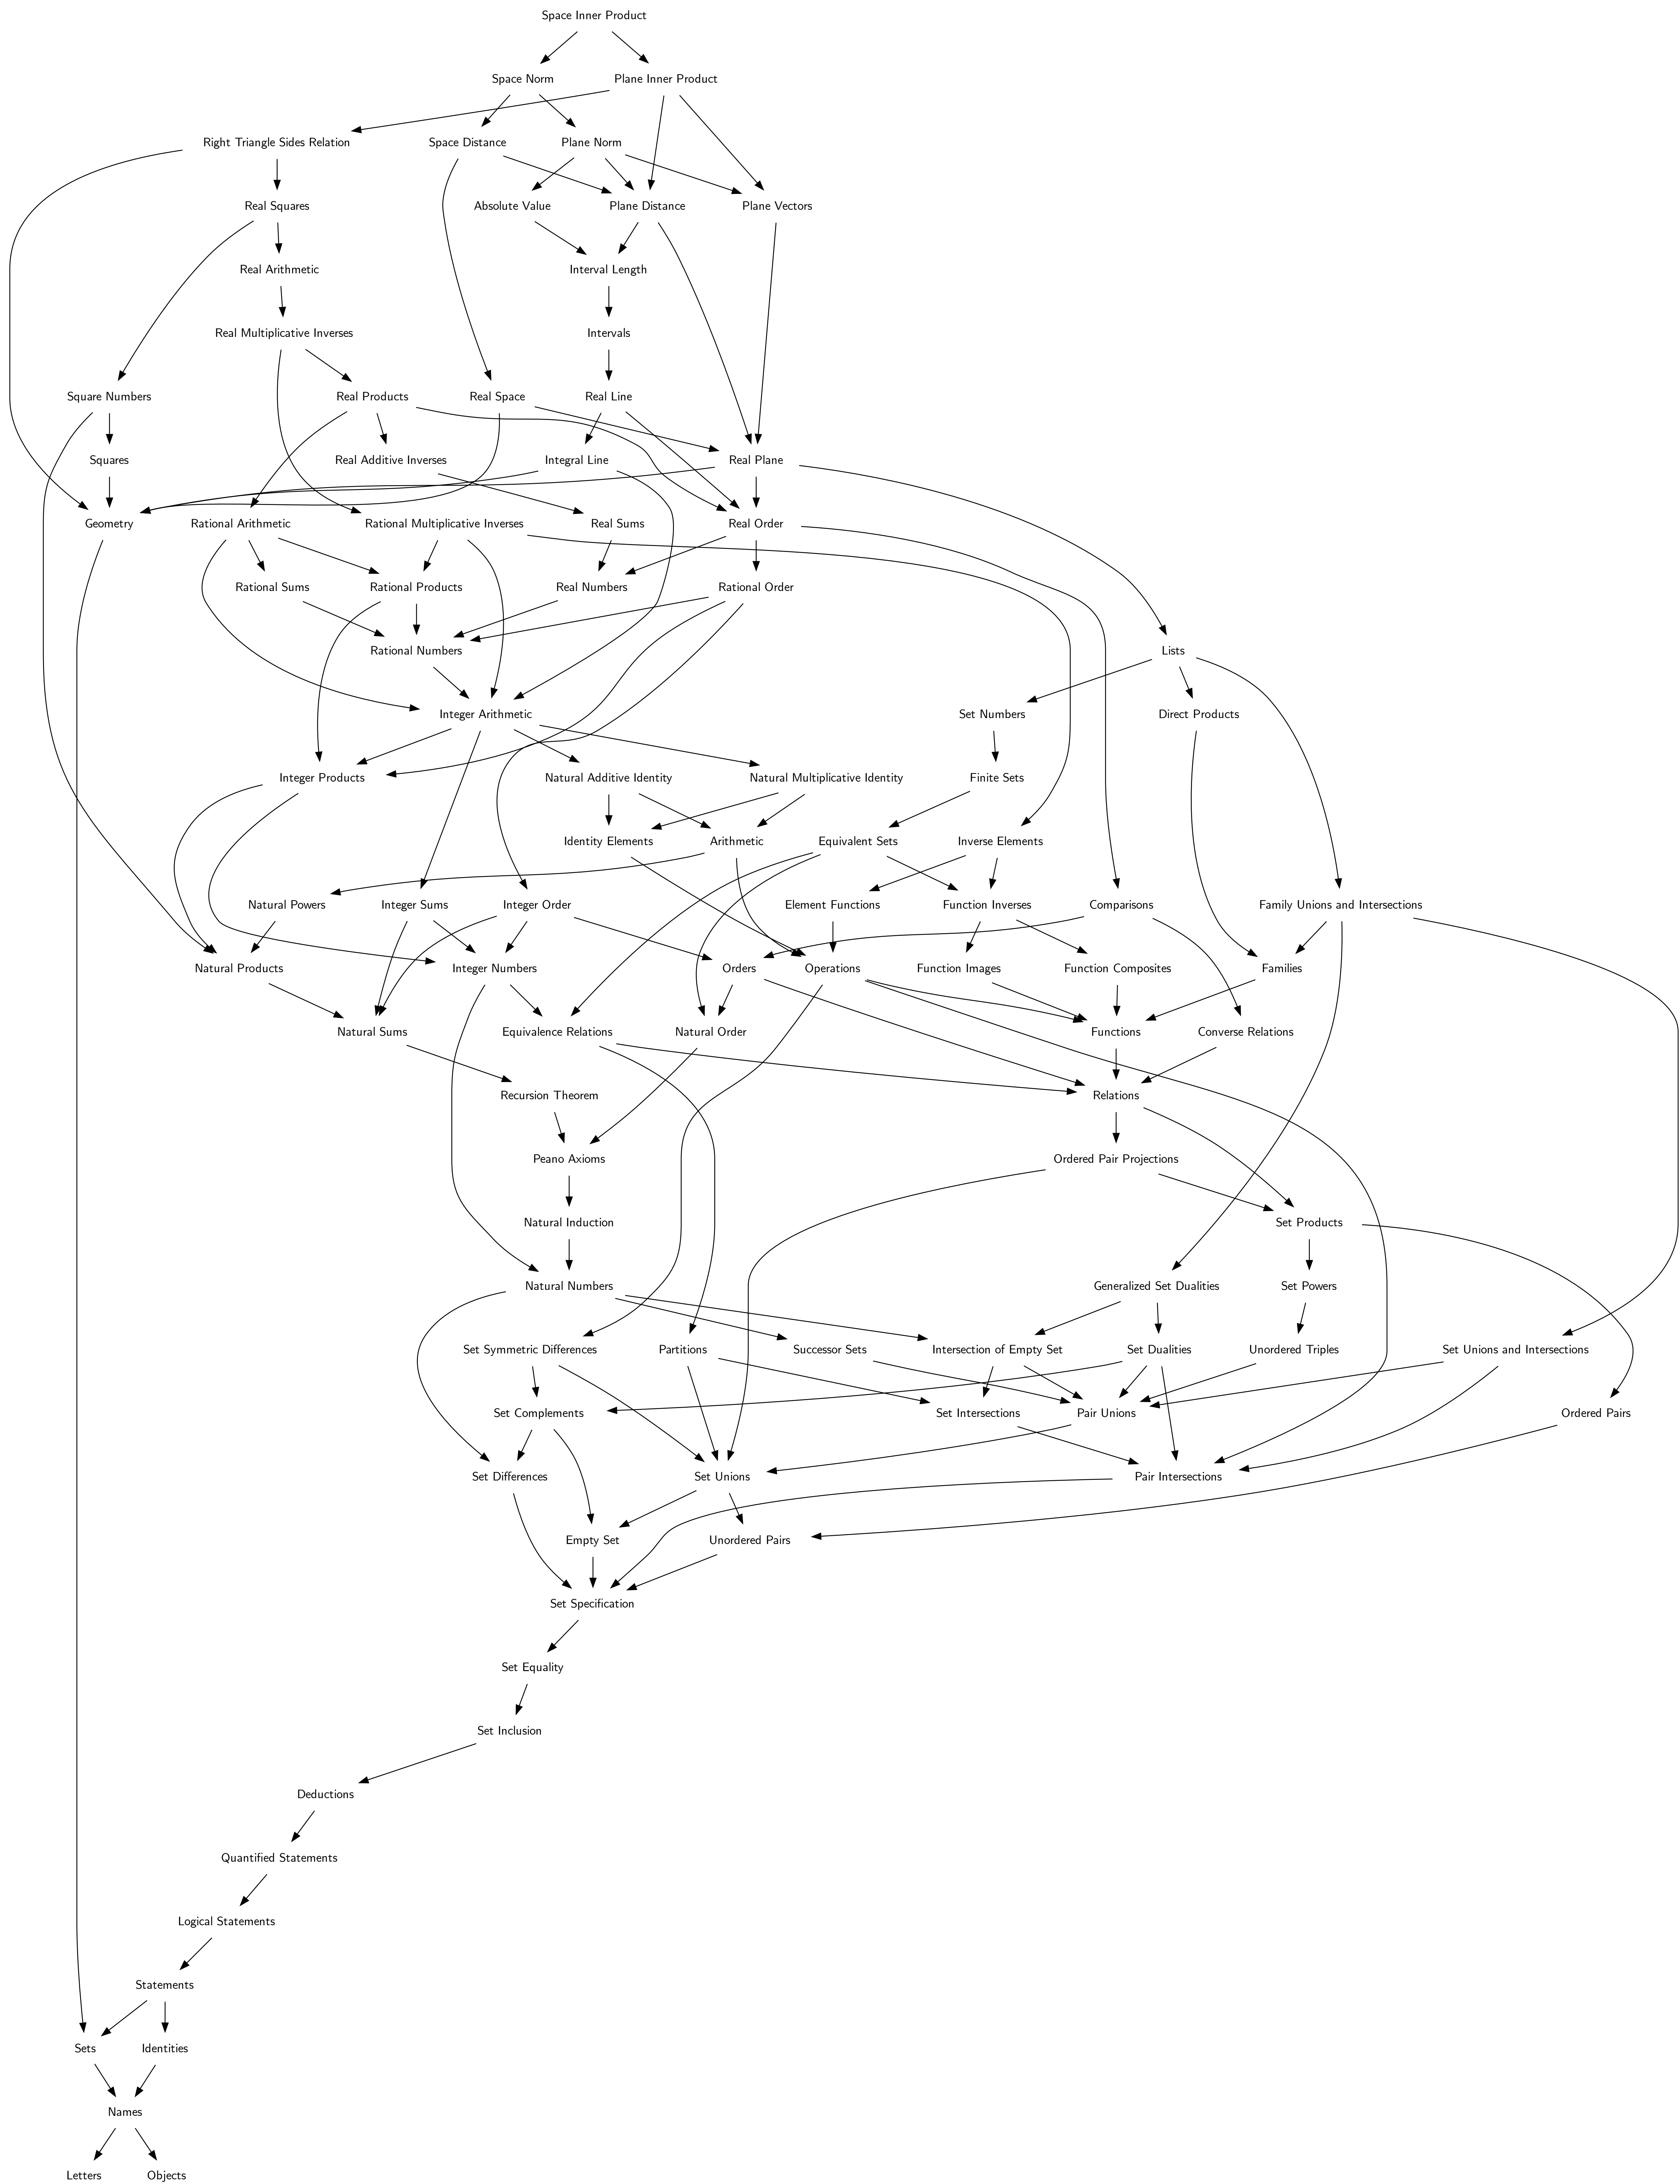 Space Inner Product
Space Norm
Plane Inner Product
Right Triangle Sides Relation
Space Distance
Plane Norm
Real Squares
Absolute Value
Plane Distance
Plane Vectors
Real Arithmetic
Interval Length
Real Multiplicative Inverses
Intervals
Square Numbers
Real Products
Real Space
Real Line
Squares
Real Additive Inverses
Integral Line
Real Plane
Geometry
Rational Arithmetic
Rational Multiplicative Inverses
Real Sums
Real Order
Rational Sums
Rational Products
Real Numbers
Rational Order
Rational Numbers
Lists
Integer Arithmetic
Set Numbers
Direct Products
Integer Products
Natural Additive Identity
Natural Multiplicative Identity
Finite Sets
Identity Elements
Arithmetic
Equivalent Sets
Inverse Elements
Natural Powers
Integer Sums
Integer Order
Element Functions
Function Inverses
Comparisons
Family Unions and Intersections
Natural Products
Integer Numbers
Orders
Operations
Function Images
Function Composites
Families
Natural Sums
Equivalence Relations
Natural Order
Functions
Converse Relations
Recursion Theorem
Relations
Peano Axioms
Ordered Pair Projections
Natural Induction
Set Products
Natural Numbers
Generalized Set Dualities
Set Powers
Set Symmetric Differences
Partitions
Successor Sets
Intersection of Empty Set
Set Dualities
Unordered Triples
Set Unions and Intersections
Set Complements
Set Intersections
Pair Unions
Ordered Pairs
Set Differences
Set Unions
Pair Intersections
Empty Set
Unordered Pairs
Set Specification
Set Equality
Set Inclusion
Deductions
Quantified Statements
Logical Statements
Statements
Sets
Identities
Names
Letters
Objects